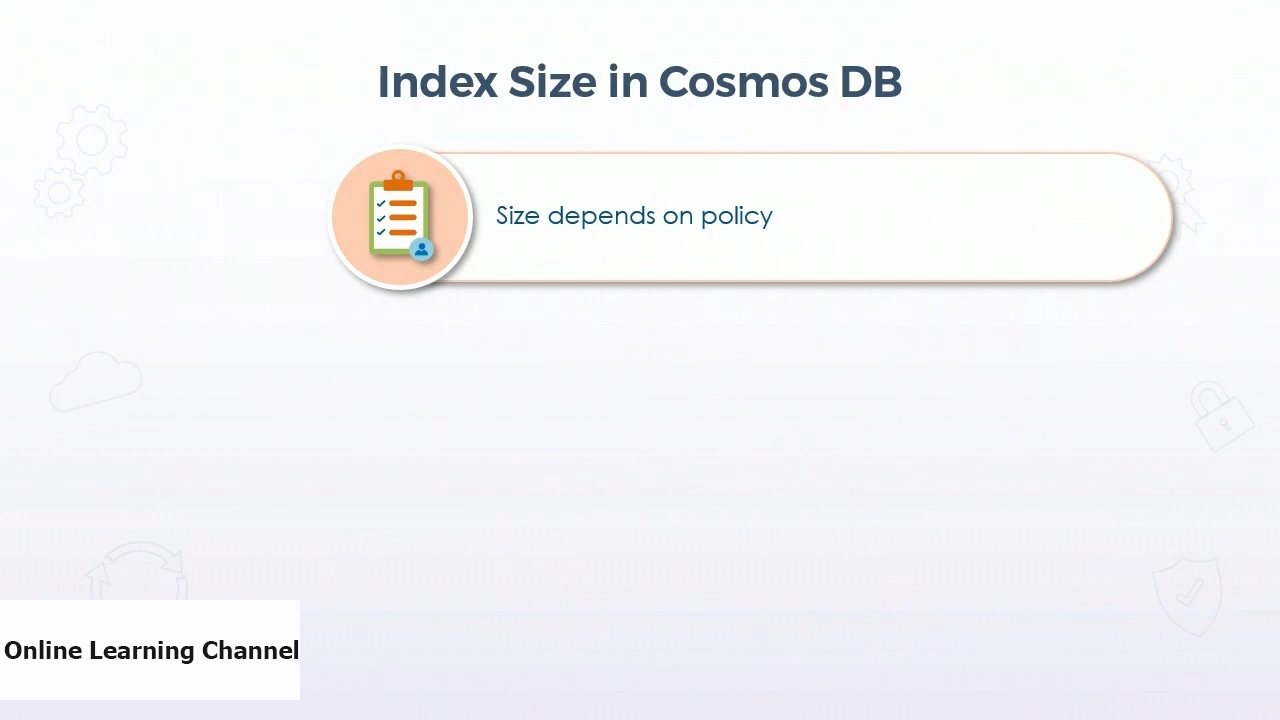 Index Size in Cosmos DB
Size depends on policy
Online Learning Channel